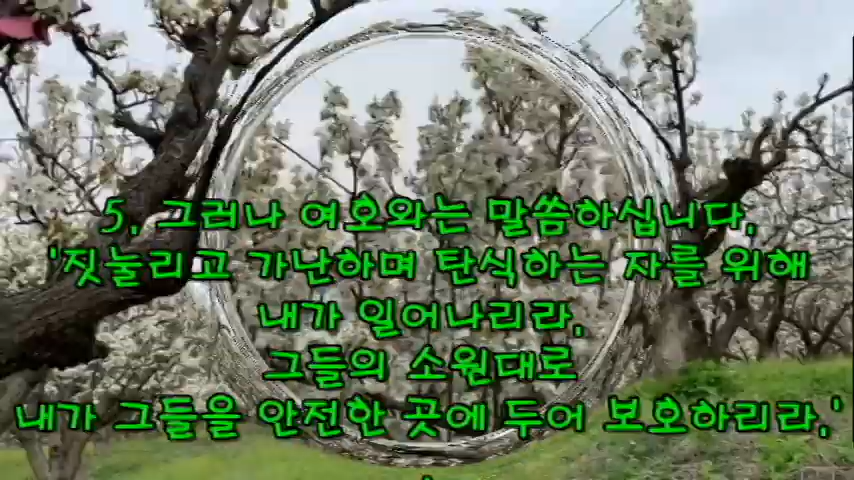 5. 그러나 여호와는 말씀하십니다.
'짓눌리고 가난하며 탄식하는 자를 위해
내가 일어나리라.
그들의 소원대로
내가 그들을 안전한 곳에 두어 보호하리라.'